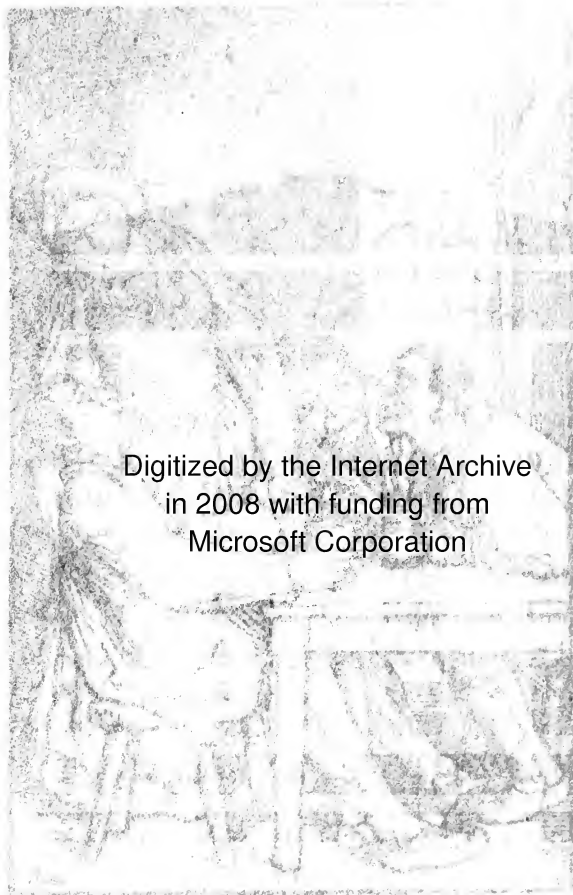 Digitized by the Internet Archive
in 2008 with funding from
Microsoft Corporation